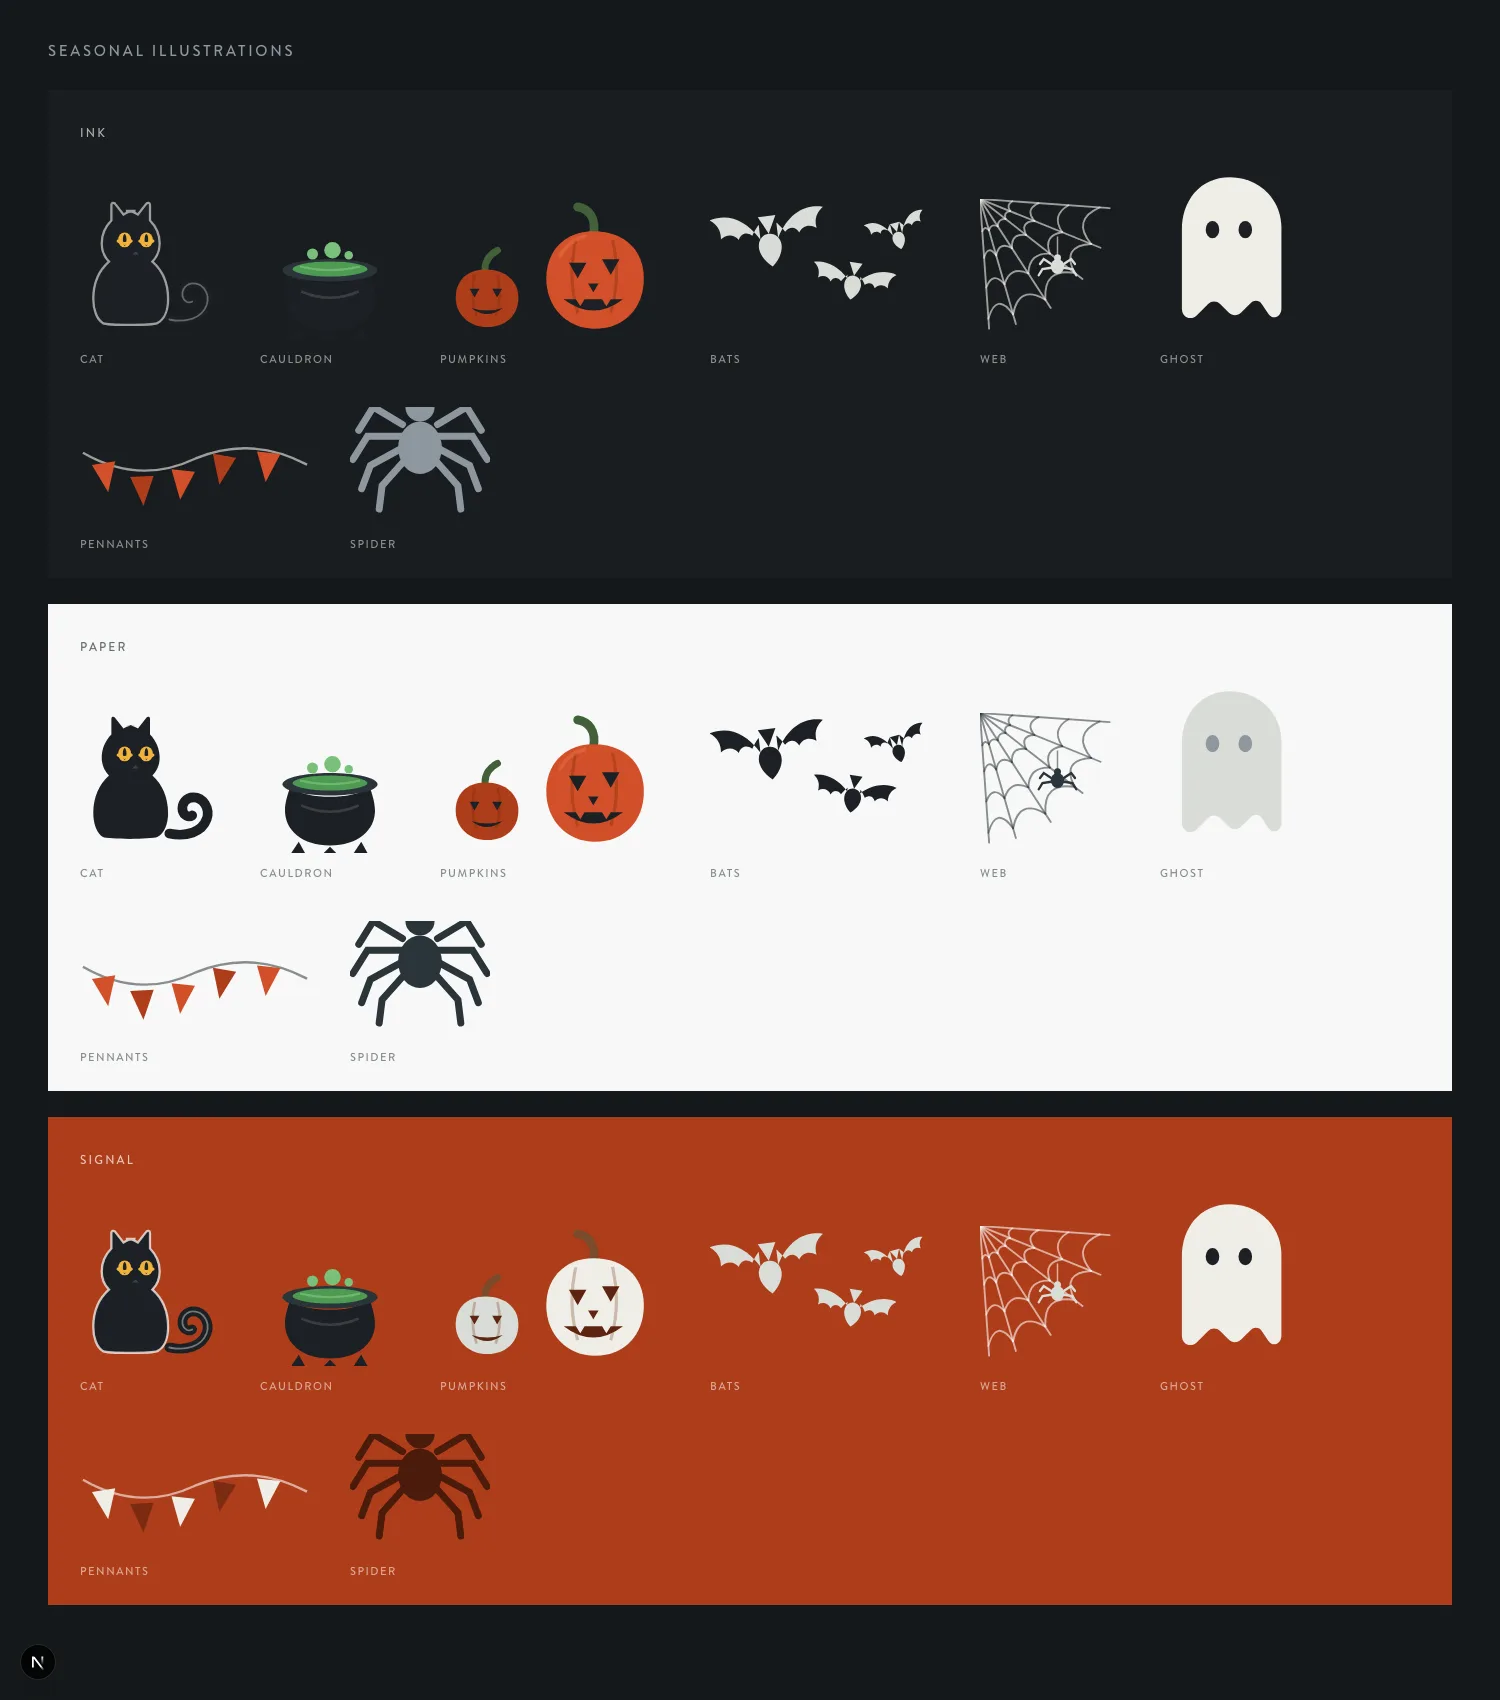 SEASONAL ILLUSTRATIONS
INK
CAT
CAULDRON
PUMPKINS
BATS
WEB
GHOST
PENNANTS
SPIDER
PAPER
CAT
CAULDRON
PUMPKINS
BATS
WEB
GHOST
PENNANTS
SPIDER
SIGNAL
CAT
CAULDRON
PUMPKINS
BATS
WEB
GHOST
PENNANTS
SPIDER
N